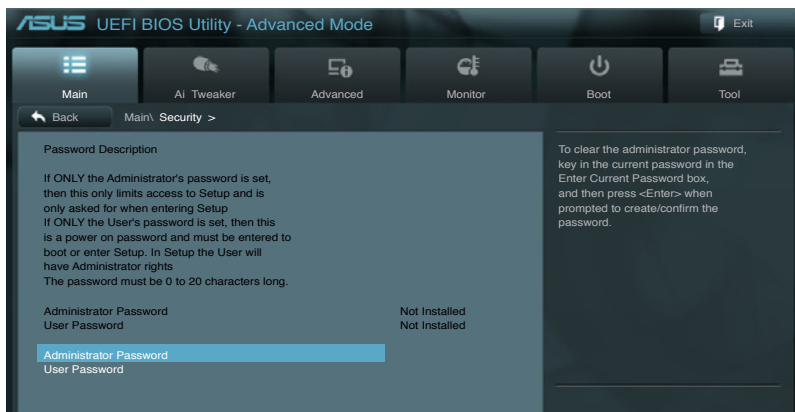 ASUS UEFI BIOS Utility - Advanced Mode
Exit
Main
Ai Tweaker
Advanced
Monitor
Boot
Tool
Back
Main\ Security >
Password Description
If ONLY the Administrator's password is set,
then this only limits access to Setup and is
only asked for when entering Setup
If ONLY the User's password is set, then this
is a power on password and must be entered to
boot or enter Setup. In Setup the User will
have Administrator rights
The password must be 0 to 20 characters long.
Administrator Password Not Installed
User Password Not Installed
Administrator Password
User Password
To clear the administrator password,
key in the current password in the
Enter Current Password box,
and then press <Enter> when
prompted to create/confirm the
password.